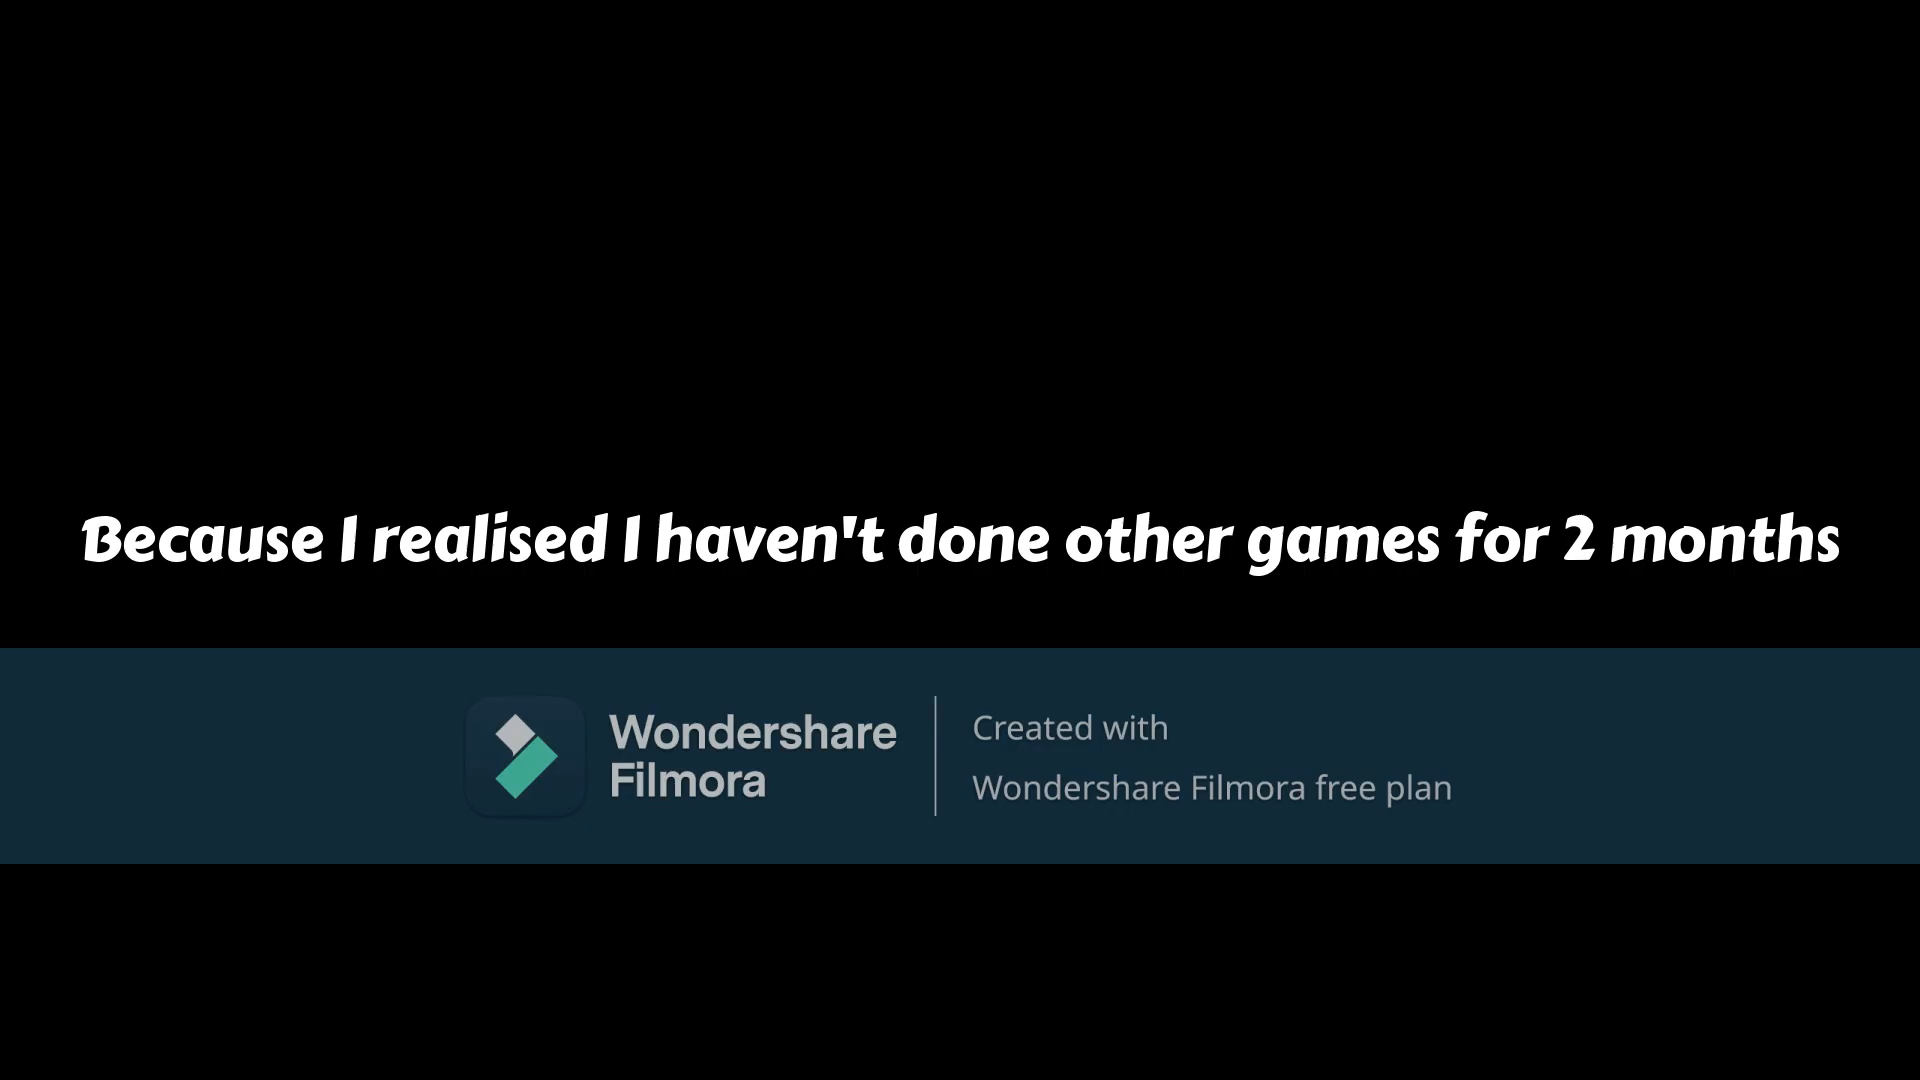 Because I realised I haven't done other games for 2 months
Wondershare
Filmora
Created with
Wondershare Filmora free plan